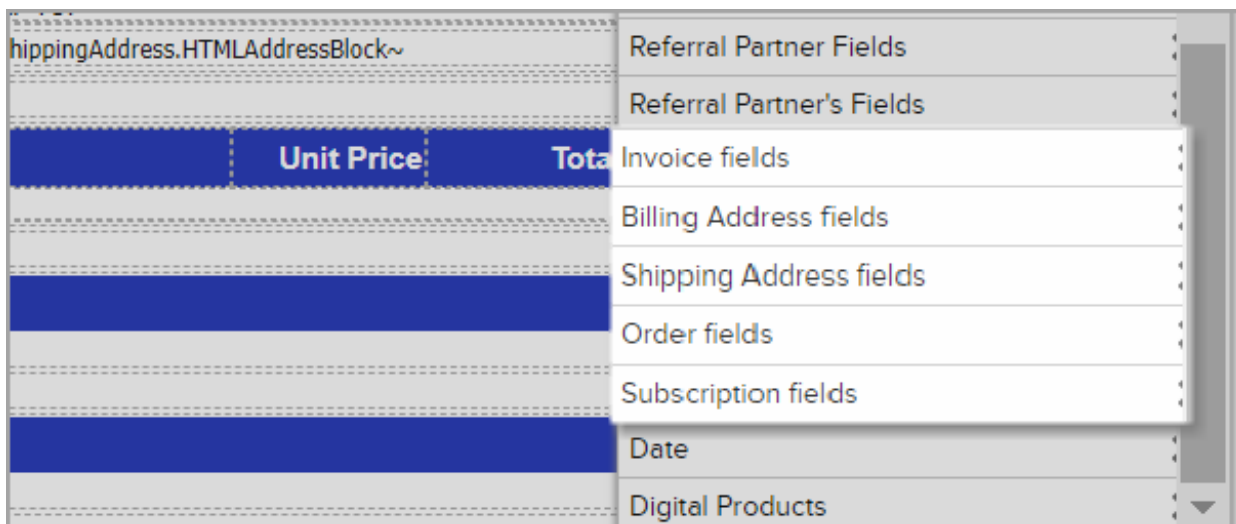 hippingAddress.HTMLAddressBlock~
Referral Partner Fields
Referral Partner's Fields
Unit Price
Tota
Invoice fields
Billing Address fields
Shipping Address fields
Order fields
Subscription fields
Date
Digital Products